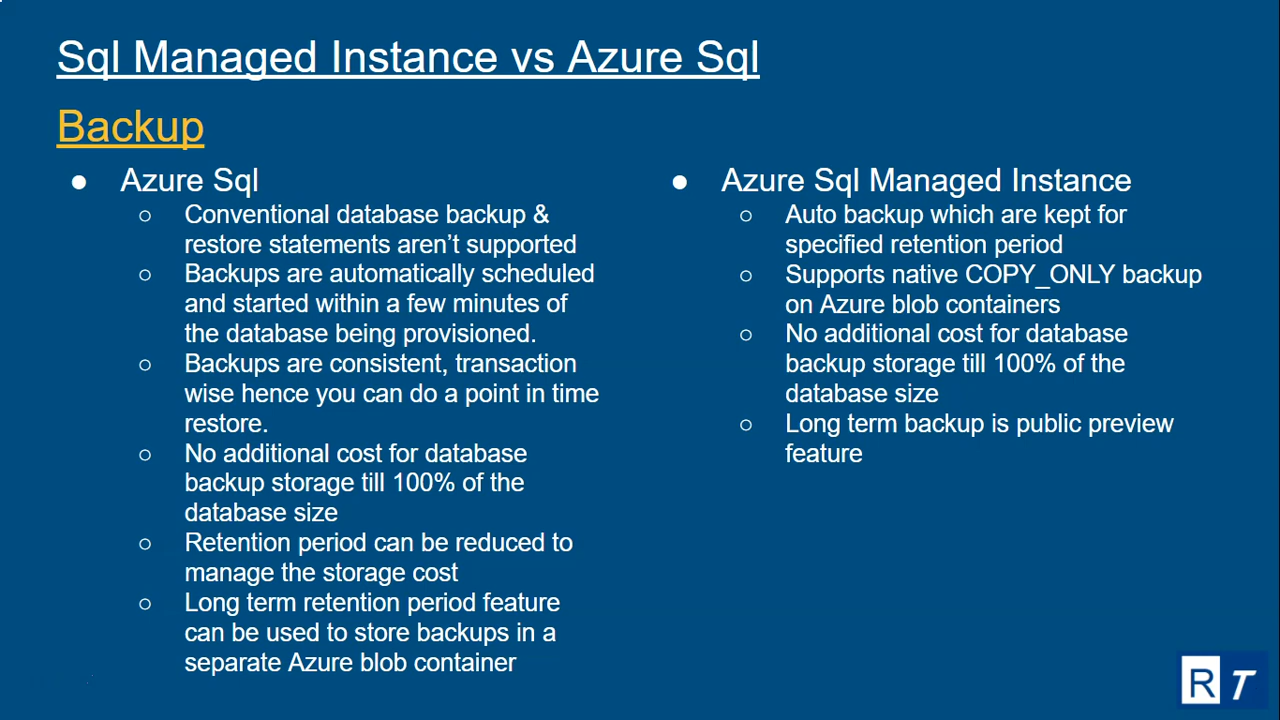 Sql Managed Instance vs Azure Sql
Backup
● Azure Sql
○ Conventional database backup &
restore statements aren’t supported
○ Backups are automatically scheduled
and started within a few minutes of
the database being provisioned.
○ Backups are consistent, transaction
wise hence you can do a point in time
restore.
○ No additional cost for database
backup storage till 100% of the
database size
○ Retention period can be reduced to
manage the storage cost
○ Long term retention period feature
can be used to store backups in a
separate Azure blob container
● Azure Sql Managed Instance
○ Auto backup which are kept for
specified retention period
○ Supports native COPY_ONLY backup
on Azure blob containers
○ No additional cost for database
backup storage till 100% of the
database size
○ Long term backup is public preview
feature
RT